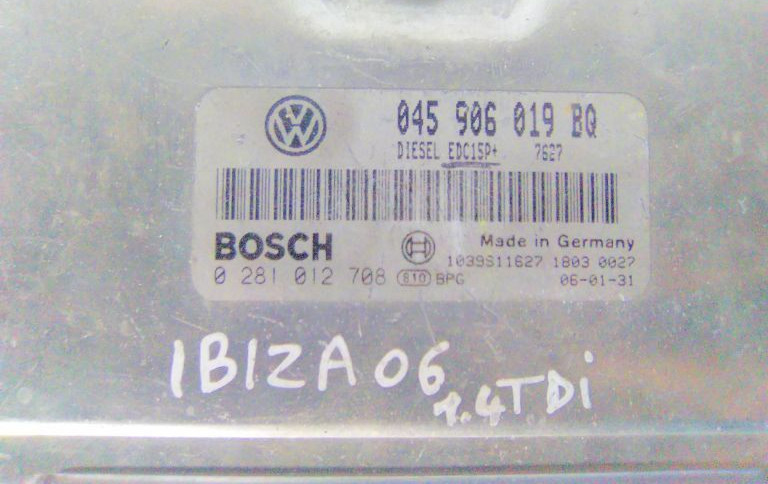 045 906 019 BQ
DIESEL EDC15P+ 7627
BOSCH
Made in Germany
1039S11627 1803 0027
0 281 012 708 610 BPG 06-01-31
IBIZA 06
1.4TDi